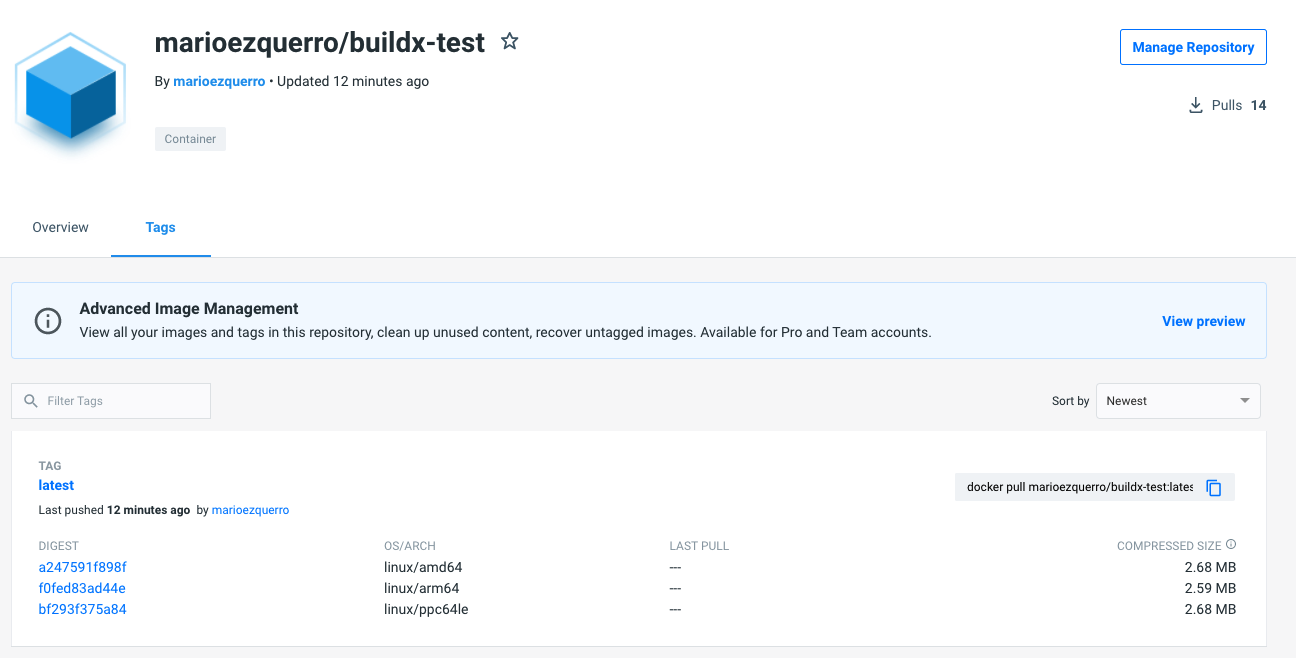 marioezquerro/buildx-test
By marioezquerro • Updated 12 minutes ago
Manage Repository
Pulls 14
Container
Overview Tags
Advanced Image Management
View all your images and tags in this repository, clean up unused content, recover untagged images. Available for Pro and Team accounts.
View preview
Filter Tags
Sort by Newest
TAG
latest
docker pull marioezquerro/buildx-test:lates
Last pushed 12 minutes ago by marioezquerro
DIGEST OS/ARCH LAST PULL COMPRESSED SIZE
a247591f898f linux/amd64 --- 2.68 MB
f0fed83ad44e linux/arm64 --- 2.59 MB
bf293f375a84 linux/ppc64le --- 2.68 MB